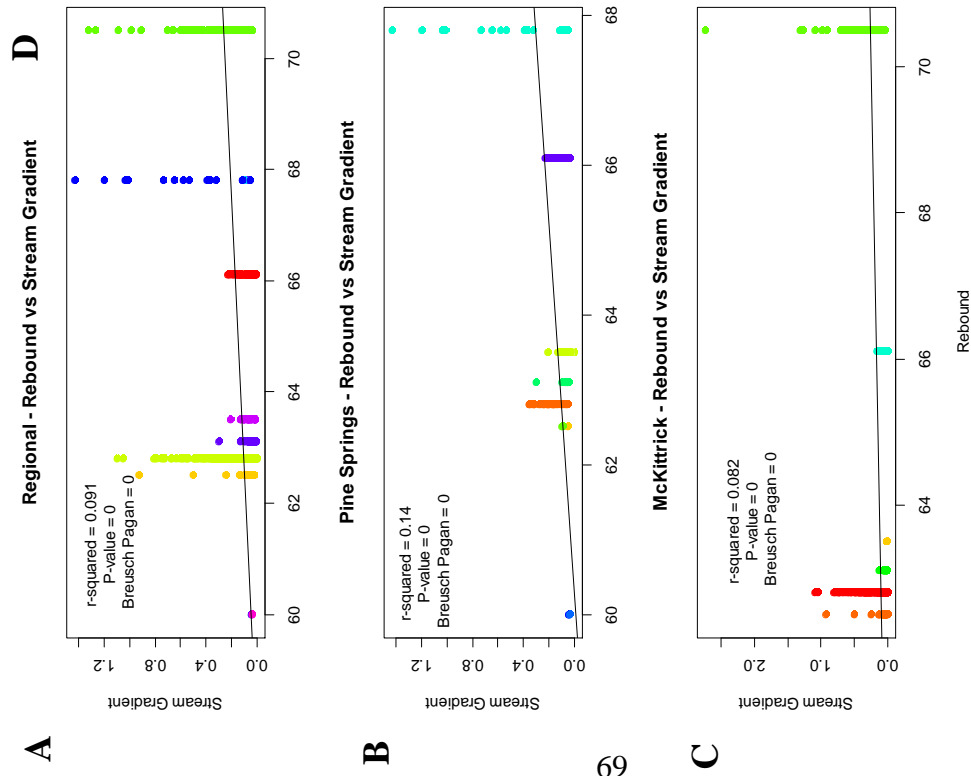 A
D
Regional - Rebound vs Stream Gradient
r-squared = 0.091
P-value = 0
Breusch Pagan = 0
Stream Gradient
0.0 0.4 0.8 1.2
60 62 64 66 68 70
B
Pine Springs - Rebound vs Stream Gradient
r-squared = 0.14
P-value = 0
Breusch Pagan = 0
Stream Gradient
0.0 0.4 0.8 1.2
60 62 64 66 68
C
McKittrick - Rebound vs Stream Gradient
r-squared = 0.082
P-value = 0
Breusch Pagan = 0
Stream Gradient
0.0 1.0 2.0
64 66 68 70
Rebound
69